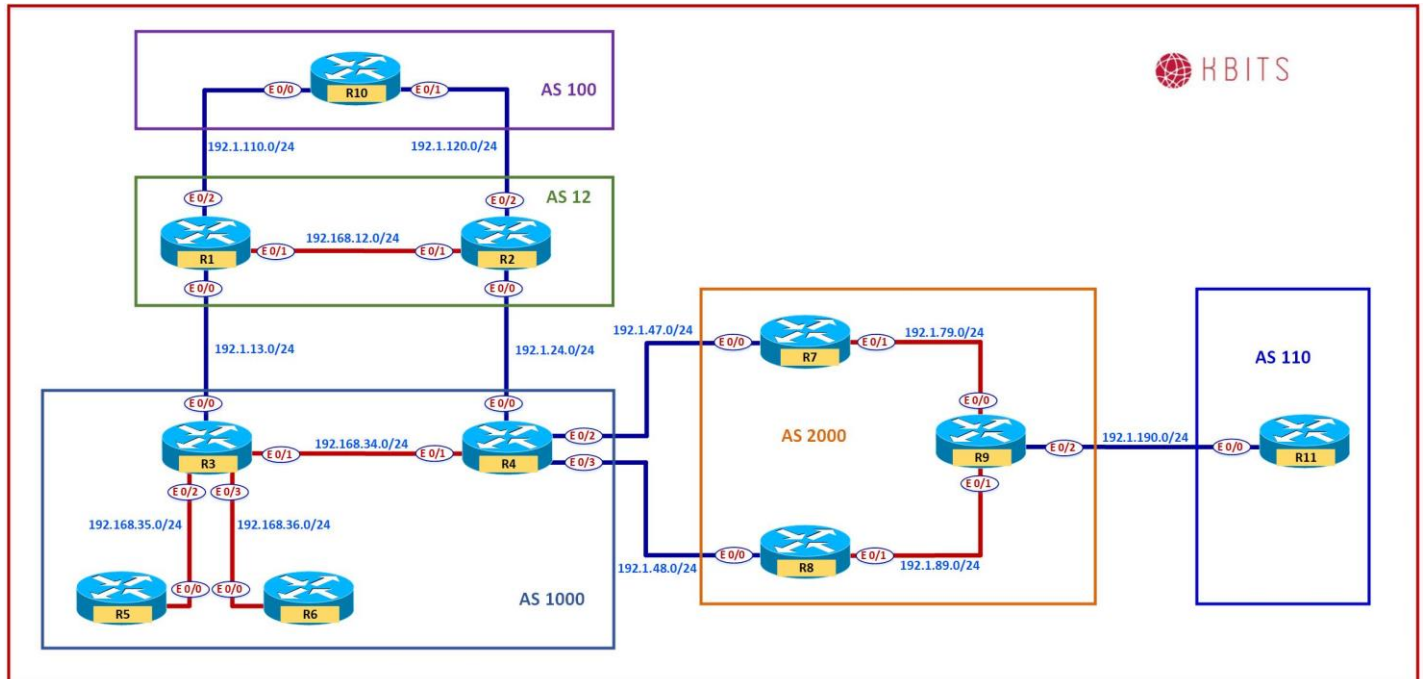 KBITS
E 0/0
R10
E 0/1
AS 100
192.1.110.0/24
192.1.120.0/24
AS 12
E 0/2
E 0/2
192.168.12.0/24
E 0/1
E 0/1
R1
R2
E 0/0
E 0/0
192.1.13.0/24
192.1.24.0/24
192.1.47.0/24
E 0/0
R7
E 0/1
192.1.79.0/24
AS 110
E 0/0
E 0/0
E 0/0
192.168.34.0/24
E 0/1
E 0/1
R3
R4
E 0/2
E 0/3
AS 2000
R9
E 0/2
192.1.190.0/24
E 0/0
R11
E 0/2
E 0/3
E 0/1
192.168.35.0/24
192.168.36.0/24
192.1.48.0/24
E 0/0
R8
E 0/1
192.1.89.0/24
E 0/0
E 0/0
R5
R6
AS 1000